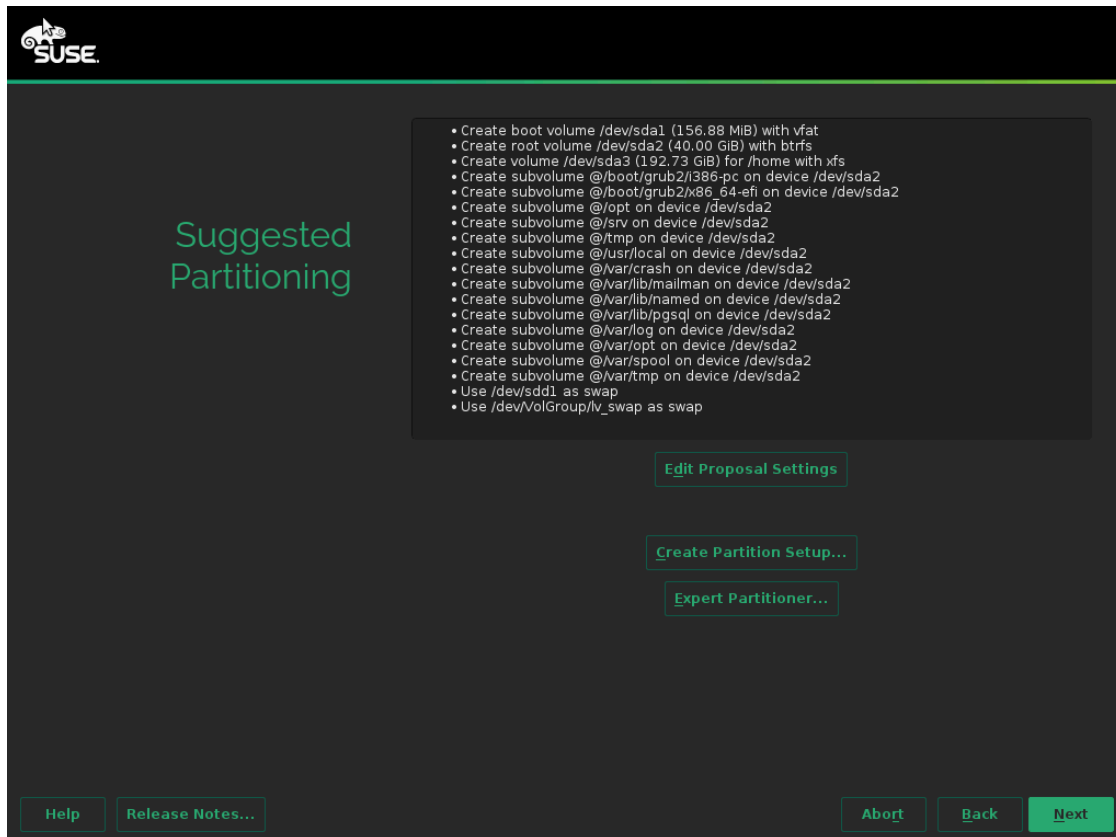 SUSE.
Suggested
Partitioning
• Create boot volume /dev/sda1 (156.88 MiB) with vfat
• Create root volume /dev/sda2 (40.00 GiB) with btrfs
• Create volume /dev/sda3 (192.73 GiB) for /home with xfs
• Create subvolume @/boot/grub2/i386-pc on device /dev/sda2
• Create subvolume @/boot/grub2/x86_64-efi on device /dev/sda2
• Create subvolume @/opt on device /dev/sda2
• Create subvolume @/srv on device /dev/sda2
• Create subvolume @/tmp on device /dev/sda2
• Create subvolume @/usr/local on device /dev/sda2
• Create subvolume @/var/crash on device /dev/sda2
• Create subvolume @/var/lib/mailman on device /dev/sda2
• Create subvolume @/var/lib/named on device /dev/sda2
• Create subvolume @/var/lib/pgsql on device /dev/sda2
• Create subvolume @/var/log on device /dev/sda2
• Create subvolume @/var/opt on device /dev/sda2
• Create subvolume @/var/spool on device /dev/sda2
• Create subvolume @/var/tmp on device /dev/sda2
• Use /dev/sdd1 as swap
• Use /dev/VolGroup/lv_swap as swap
Edit Proposal Settings
Create Partition Setup...
Expert Partitioner...
Help
Release Notes...
Abort
Back
Next